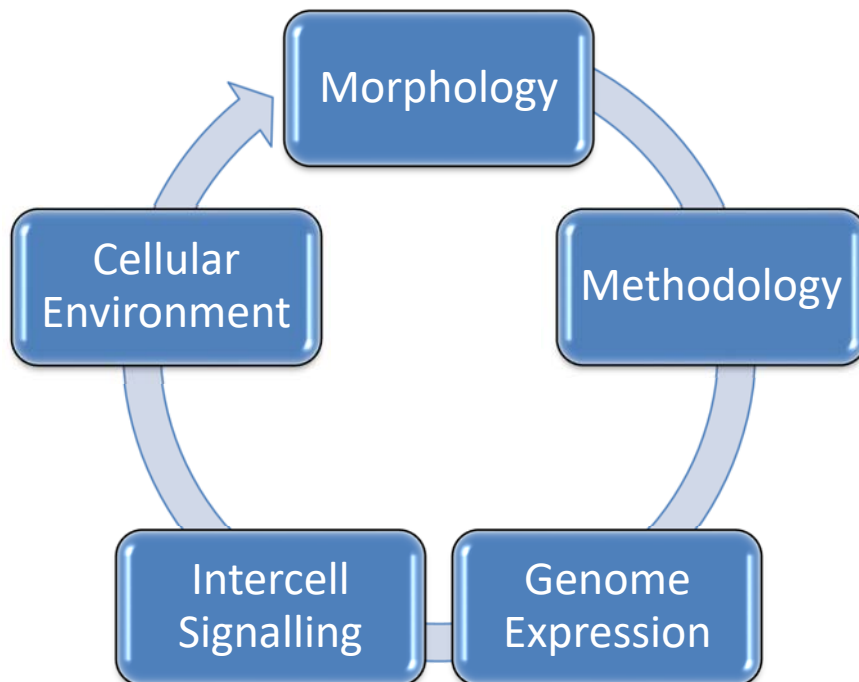 Morphology
Methodology
Genome
Expression
Intercell
Signalling
Cellular
Environment